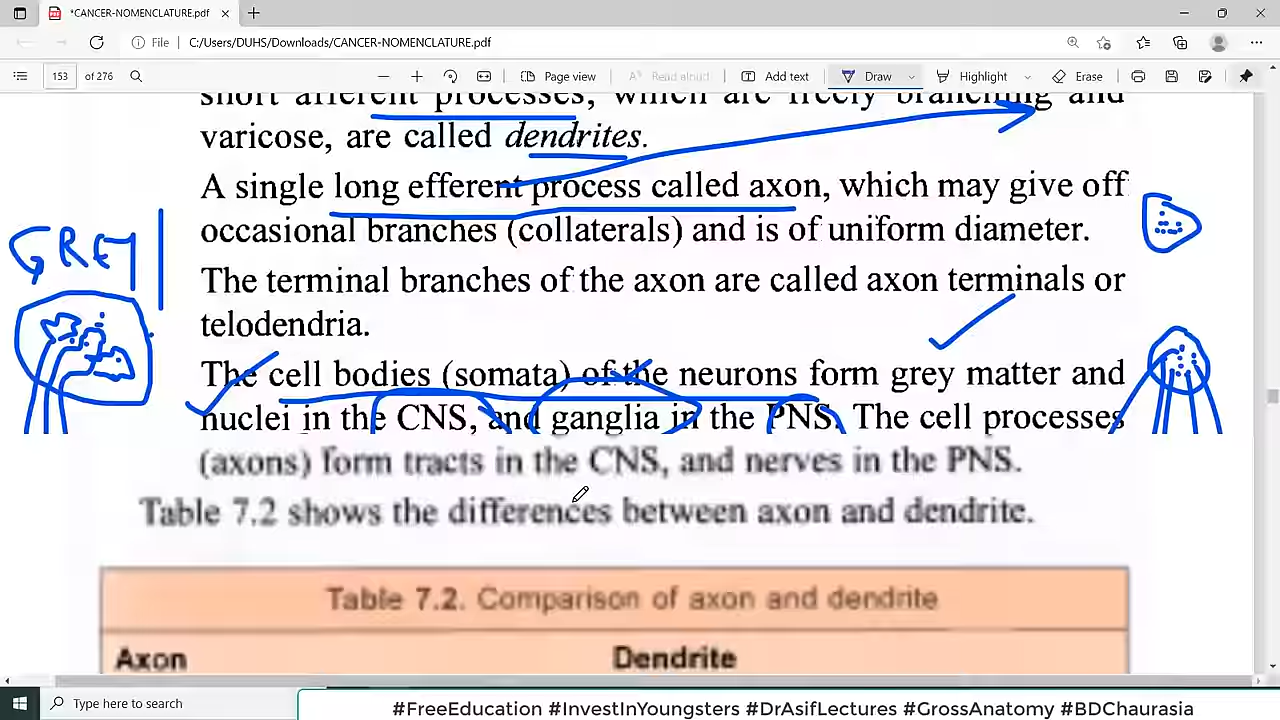 *CANCER-NOMENCLATURE.pdf
File C:/Users/DUHS/Downloads/CANCER-NOMENCLATURE.pdf
153 of 276 Page view Read aloud Add text Draw Highlight Erase
short afferent processes, which are freely branching and
varicose, are called dendrites.
A single long efferent process called axon, which may give off
occasional branches (collaterals) and is of uniform diameter.
GREY
The terminal branches of the axon are called axon terminals or
telodendria.
The cell bodies (somata) of the neurons form grey matter and
nuclei in the CNS, and ganglia in the PNS. The cell processes
(axons) form tracts in the CNS, and nerves in the PNS.
Table 7.2 shows the differences between axon and dendrite.
Table 7.2. Comparison of axon and dendrite
Axon Dendrite
Type here to search
#FreeEducation #InvestInYoungsters #DrAsifLectures #GrossAnatomy #BDChaurasia